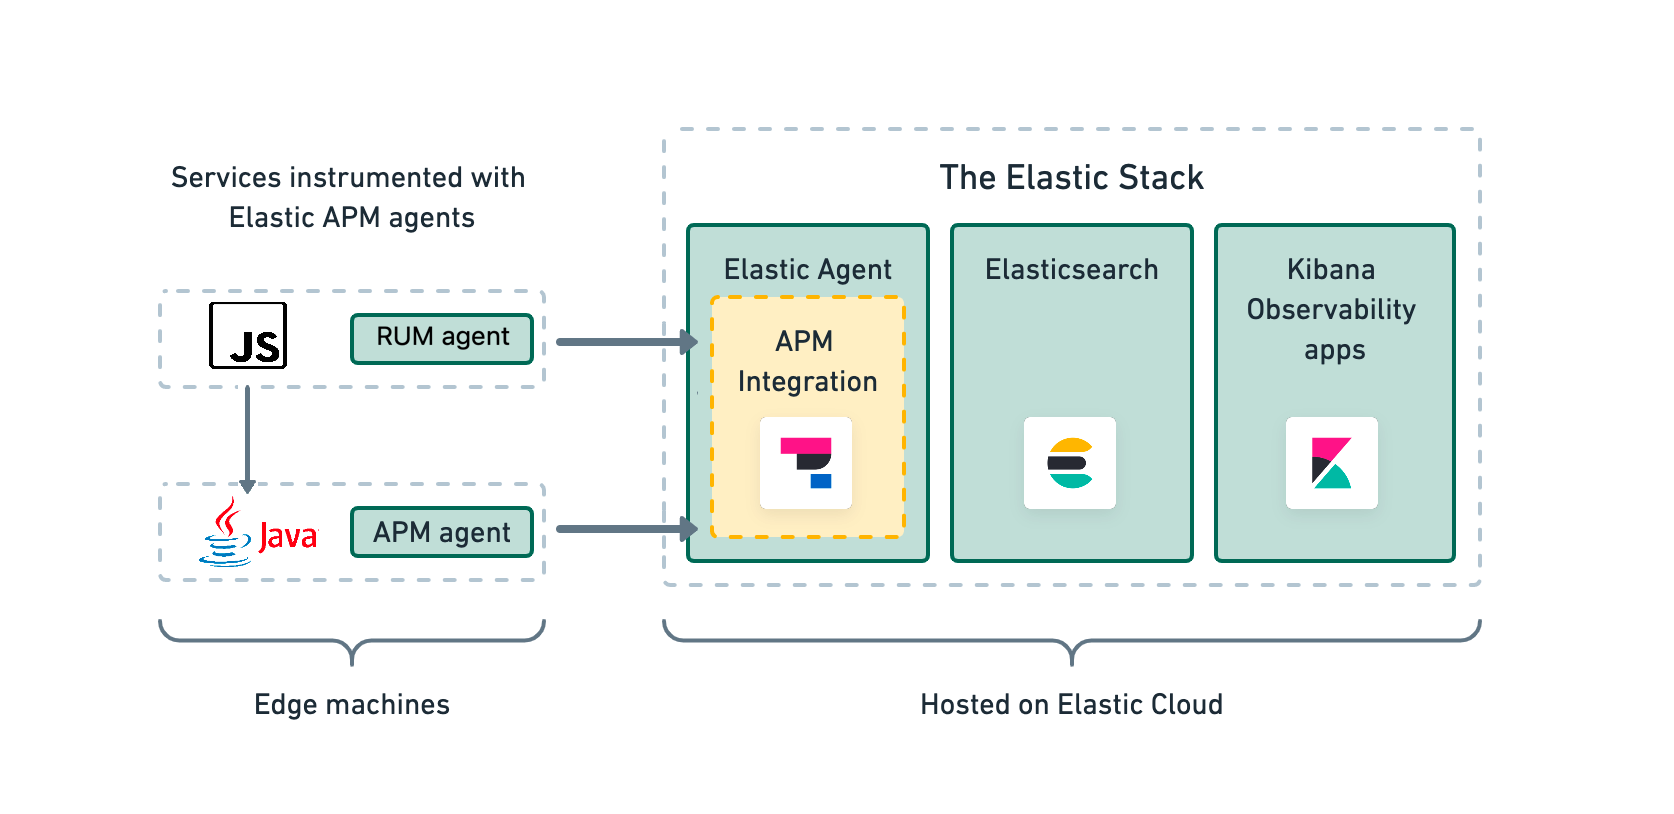 Services instrumented with
Elastic APM agents
JS
RUM agent
Java
APM agent
Edge machines
The Elastic Stack
Elastic Agent
APM
Integration
Elasticsearch
Kibana
Observability
apps
Hosted on Elastic Cloud